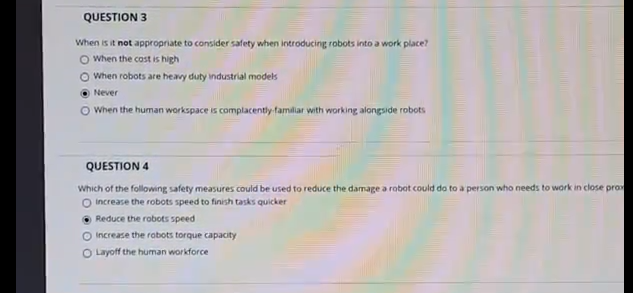 QUESTION 3
When is it not appropriate to consider safety when introducing robots into a work place?
When the cost is high
When robots are heavy duty industrial models
Never
When the human workspace is complacently familiar with working alongside robots
QUESTION 4
Which of the following safety measures could be used to reduce the damage a robot could do to a person who needs to work in close
Increase the robots speed to finish tasks quicker
Reduce the robots speed
Increase the robots torque capacity
Layoff the human workforce